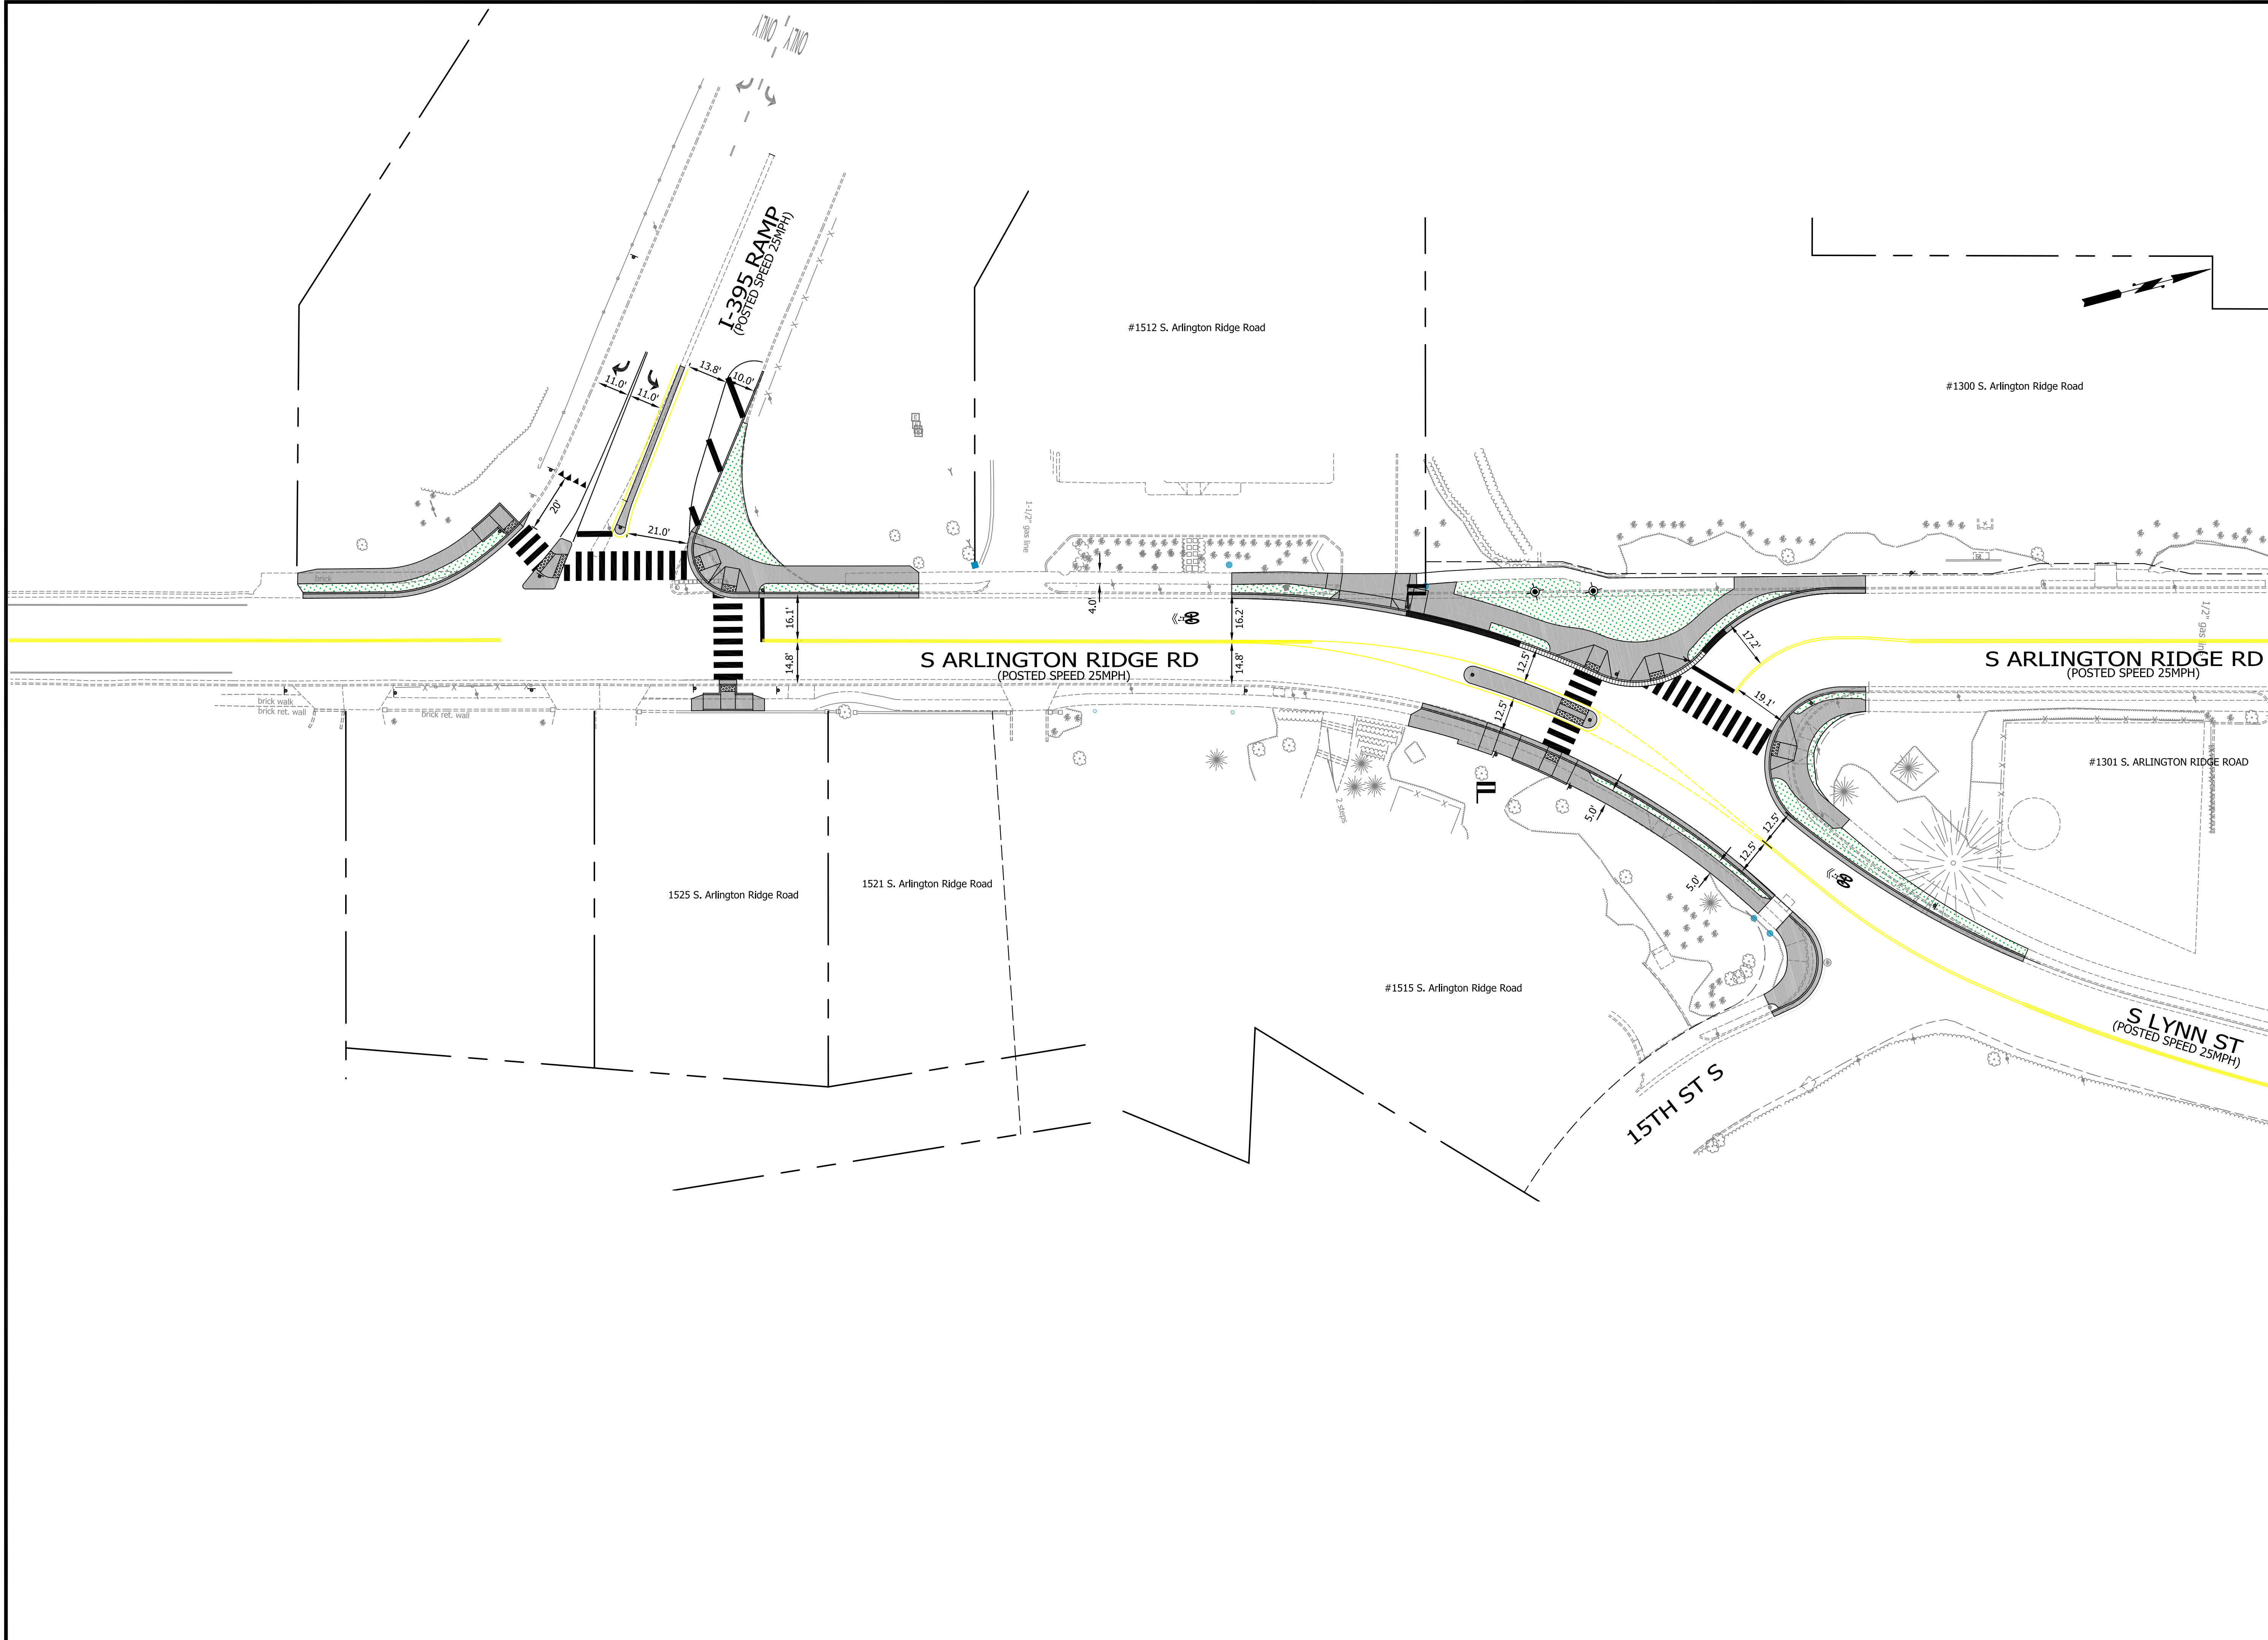 ONLY
ONLY
I-395 RAMP
(POSTED SPEED 25MPH)
#1512 S. Arlington Ridge Road
#1300 S. Arlington Ridge Road
13.8'
10.0'
11.0'
11.0'
20'
21.0'
1-1/2" gas line
brick
4.0'
16.1'
16.2'
14.8'
14.8'
12.5'
12.5'
17.2'
19.1'
1/2" gas line
S ARLINGTON RIDGE RD
(POSTED SPEED 25MPH)
S ARLINGTON RIDGE RD
(POSTED SPEED 25MPH)
brick walk
brick ret. wall
brick ret. wall
#1301 S. ARLINGTON RIDGE ROAD
2 steps
5.0'
5.0'
12.5'
12.5'
1525 S. Arlington Ridge Road
1521 S. Arlington Ridge Road
#1515 S. Arlington Ridge Road
S LYNN ST
(POSTED SPEED 25MPH)
15TH ST S